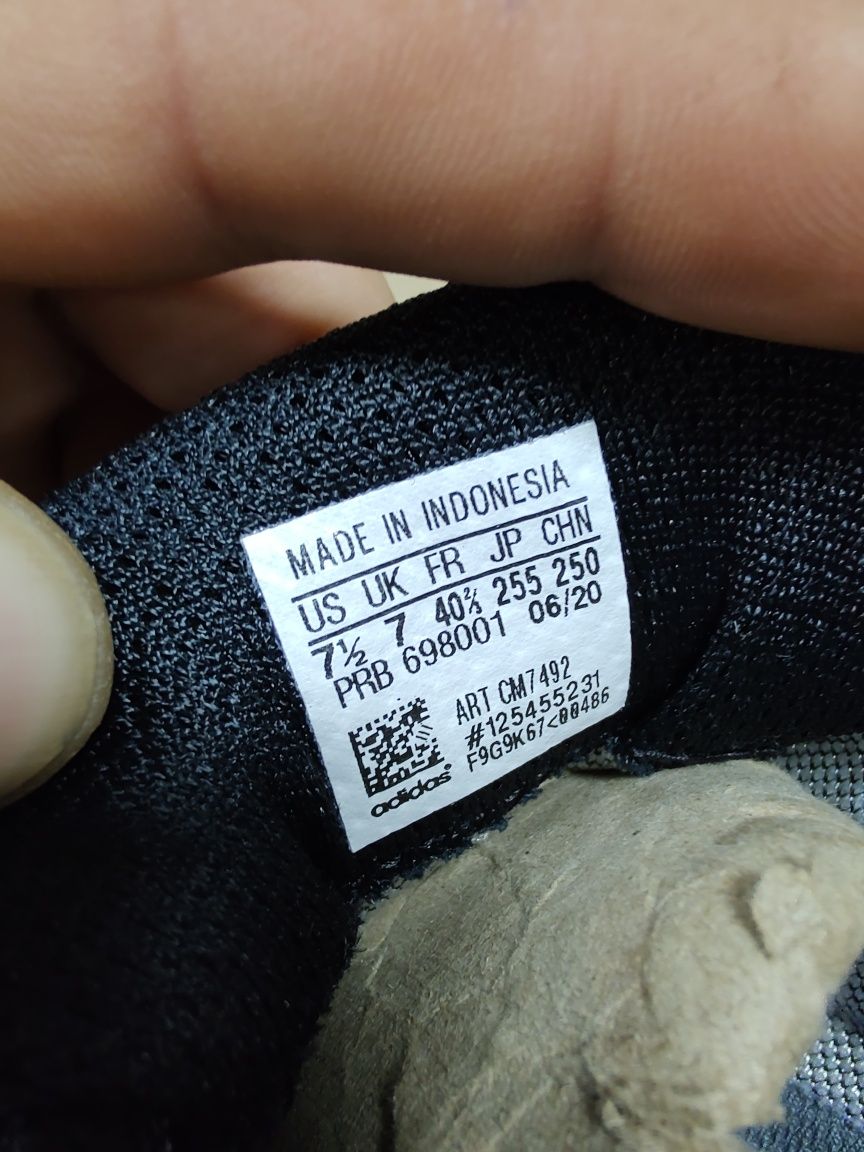 MADE IN INDONESIA
US UK FR JP CHN
7½ 7 40⅔ 255 250
PRB 698001 06/20
ART CM7492
#125455231
F9G9K67<00486
adidas®